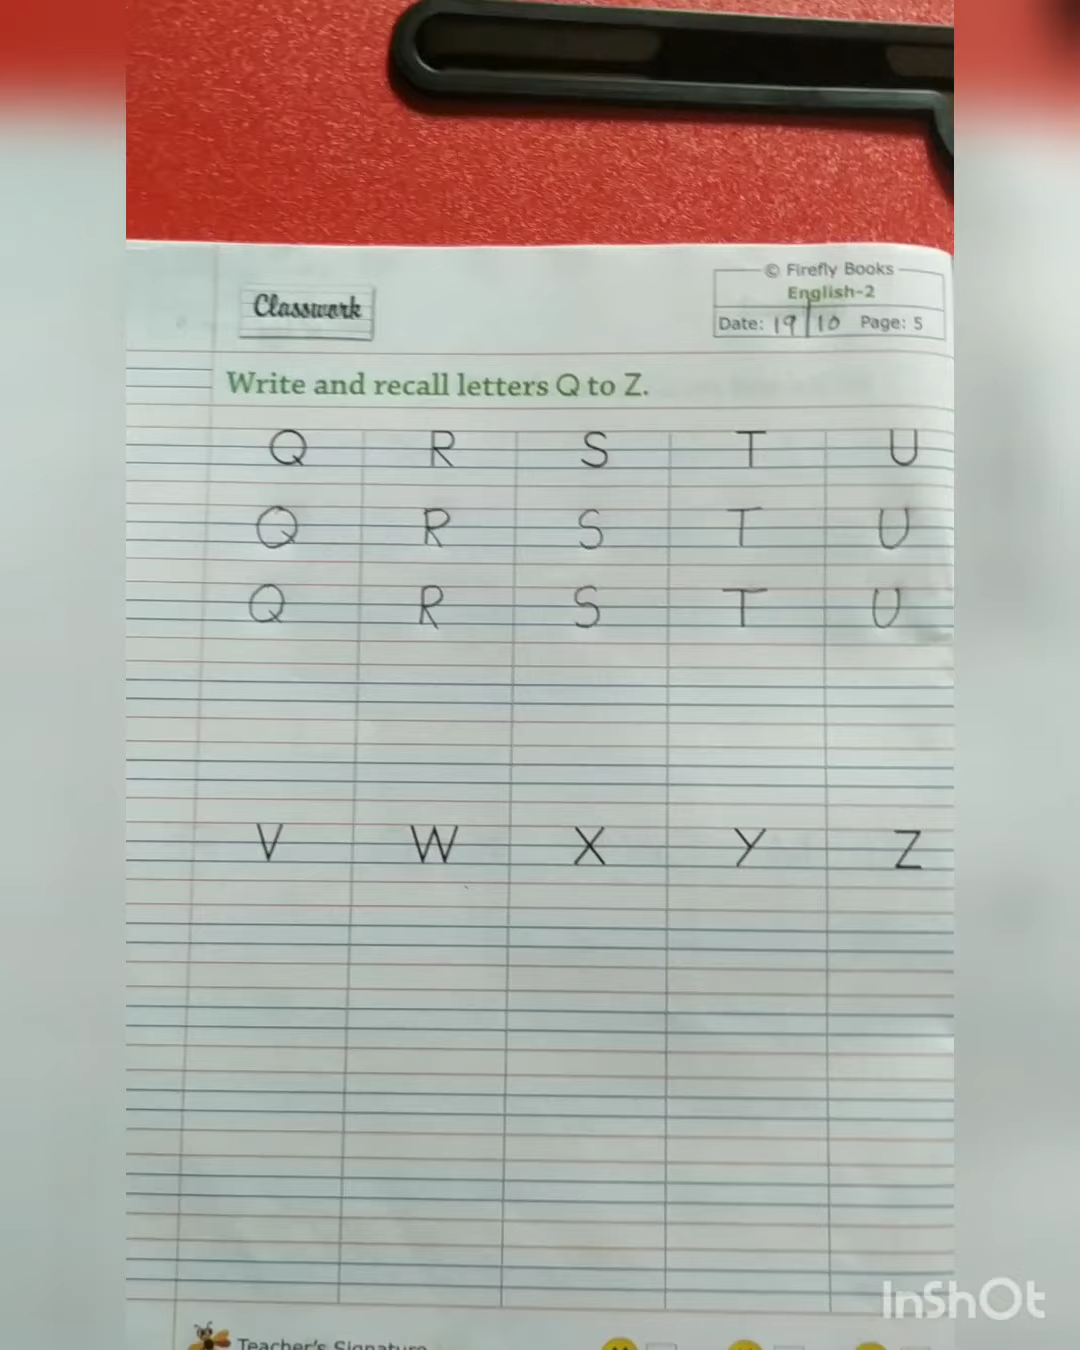 © Firefly Books
English-2
Classwork
Date: 19/10 Page: 5
Write and recall letters Q to Z.
Q R S T U
Q R S T U
Q R S T U
V W X Y Z
Teacher's Signature
InShOt